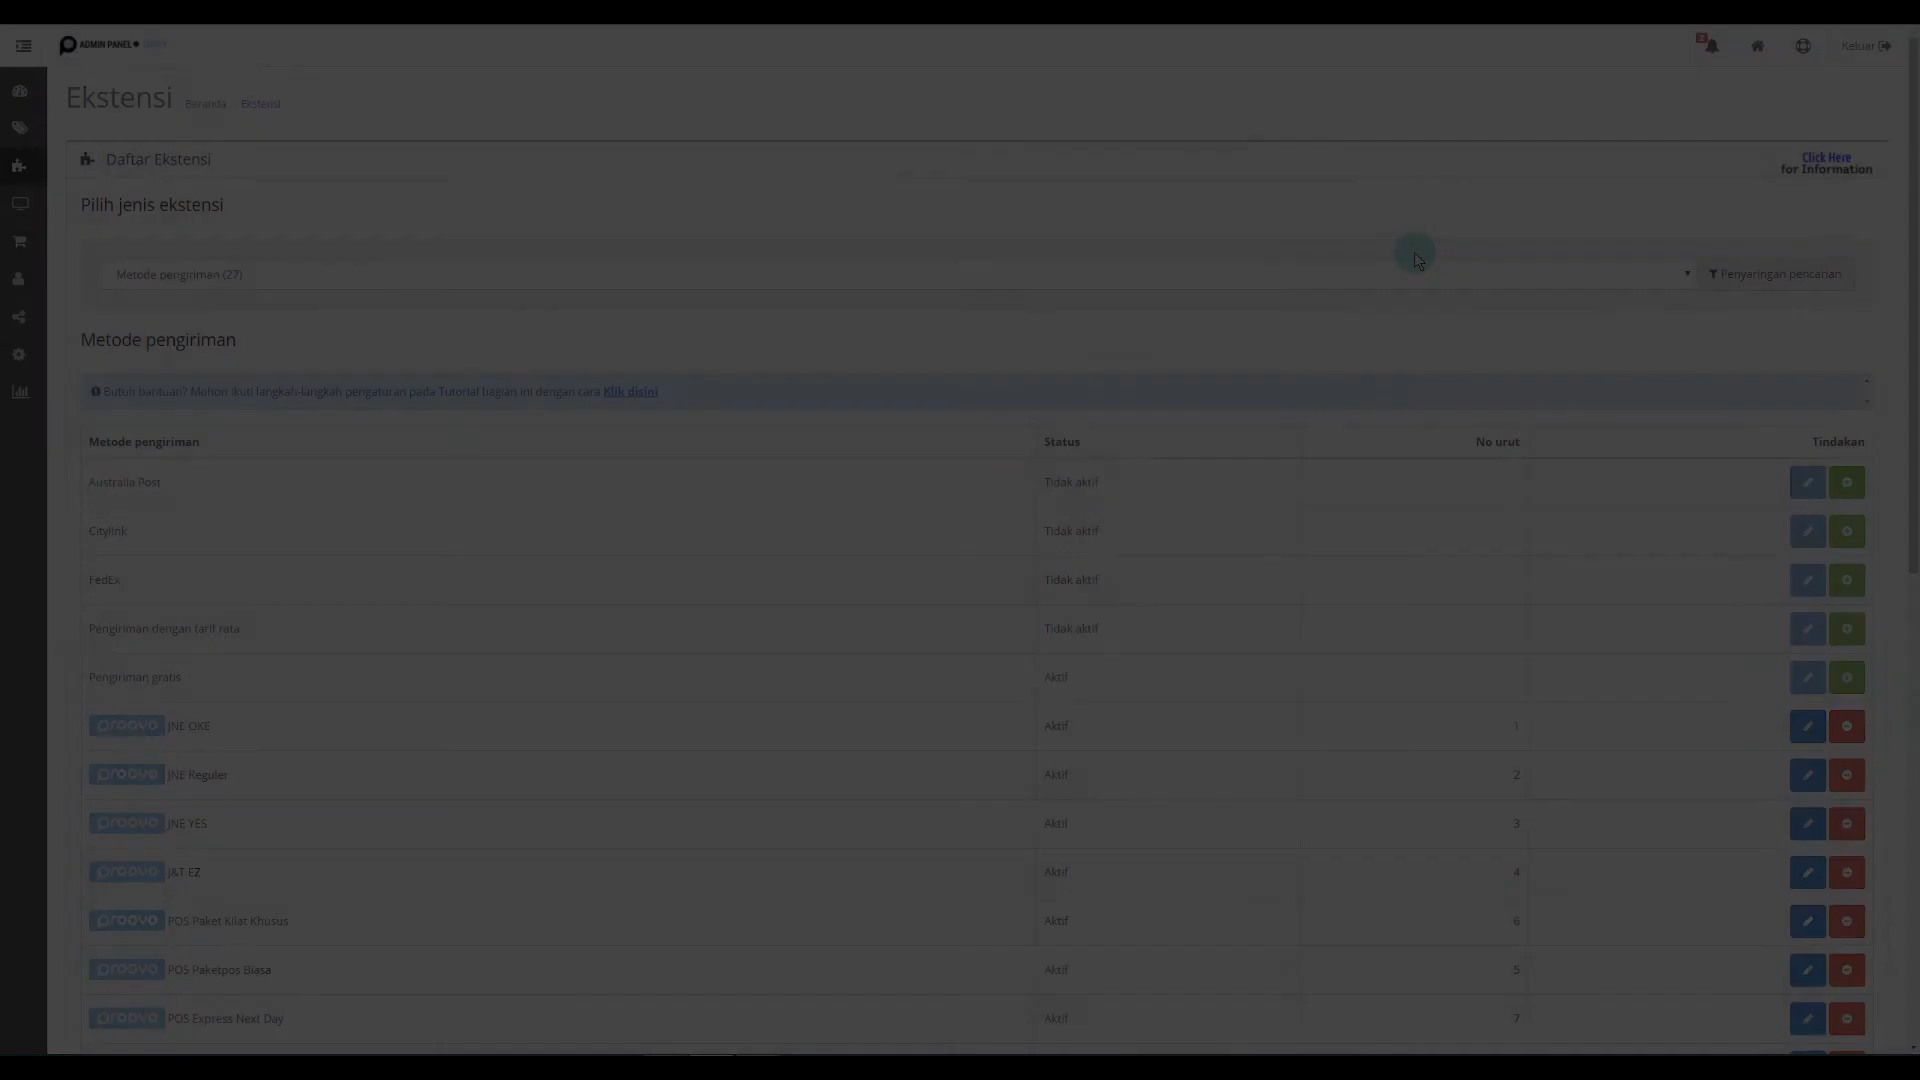 ADMIN PANEL
2
Keluar
Ekstensi
Beranda
Ekstensi
Daftar Ekstensi
Click Here
for Information
Pilih jenis ekstensi
Metode pengiriman (27)
Penyaringan pencarian
Metode pengiriman
Butuh bantuan? Mohon ikuti langkah-langkah pengaturan pada Tutorial bagian ini dengan cara Klik disini
Metode pengiriman Status No urut Tindakan
Australia Post Tidak aktif
Citylink Tidak aktif
FedEx Tidak aktif
Pengiriman dengan tarif rata Tidak aktif
Pengiriman gratis Aktif
JNE OKE Aktif 1
JNE Reguler Aktif 2
JNE YES Aktif 3
J&T EZ Aktif 4
POS Paket Kilat Khusus Aktif 6
POS Paketpos Biasa Aktif 5
POS Express Next Day Aktif 7